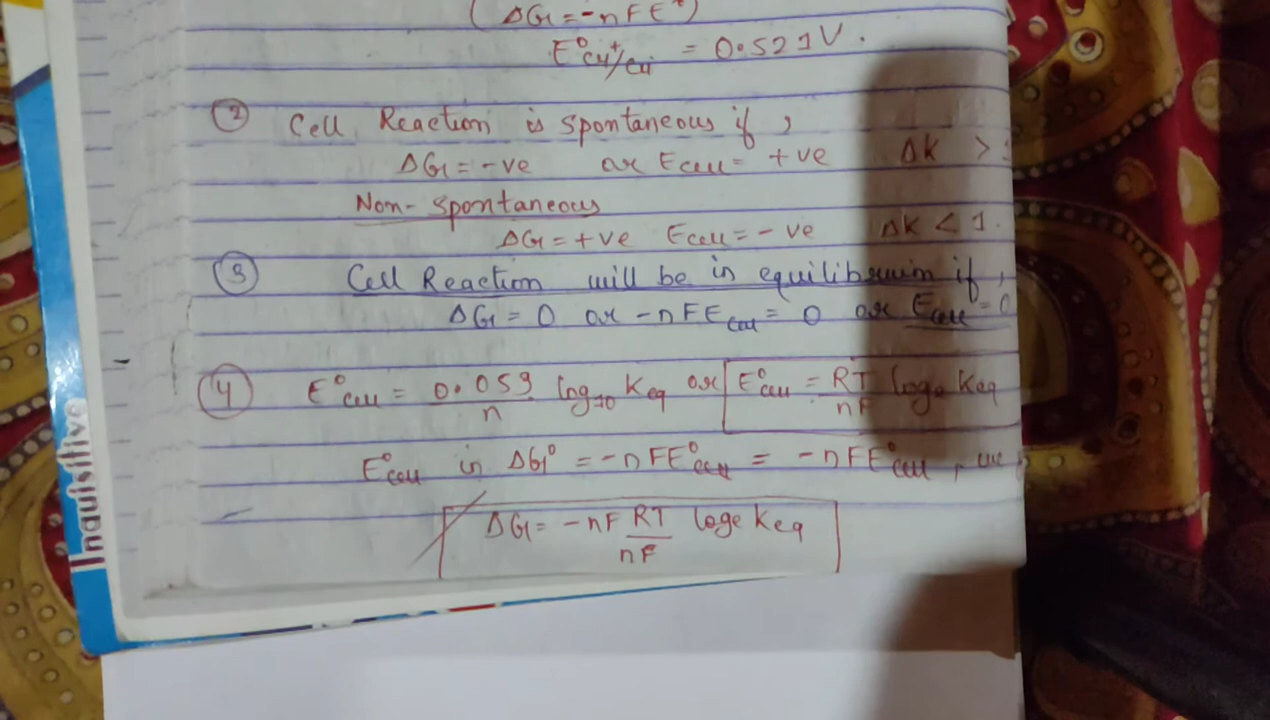 (ΔG = -nFE°)
E°Cu⁺/Cu = 0.521V.
② Cell Reaction is spontaneous if,
ΔG = -ve or Ecell = +ve ΔK >
Non-spontaneous
ΔG = +ve Ecell = -ve ΔK < 1.
③ Cell Reaction will be in equilibrium if,
ΔG = 0 or -nFEcell = 0 or Ecell = 0
④ E°cell = 0.059/n log₁₀ Keq or E°cell = RT/nF loge Keq
E°cell in ΔG° = -nFE°cell = -nFE°cell,
ΔG = -nF RT/nF loge Keq
Inquisitive